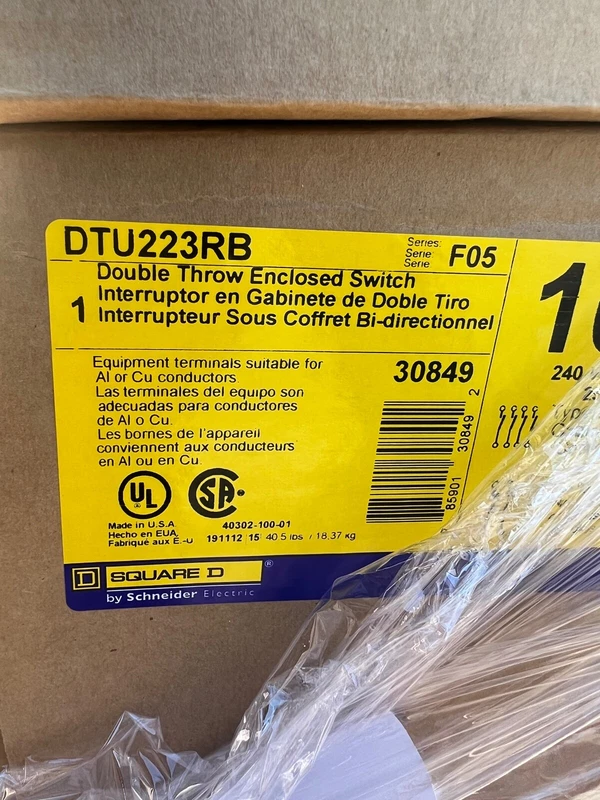 DTU223RB
Series:
Serie:
Série:
F05
1
Double Throw Enclosed Switch
Interruptor en Gabinete de Doble Tiro
Interrupteur Sous Coffret Bi-directionnel
Equipment terminals suitable for
Al or Cu conductors.
Las terminales del equipo son
adecuadas para conductores
de Al o Cu.
Les bornes de l'appareil
conviennent aux conducteurs
en Al ou en Cu.
30849
85901 30849 2
240
UL
SA
Made in U.S.A
Hecho en EUA.
Fabriqué aux É.-U
40302-100-01
191112 15 40.5 lbs / 18.37 kg
D SQUARE D ®
by Schneider Electric